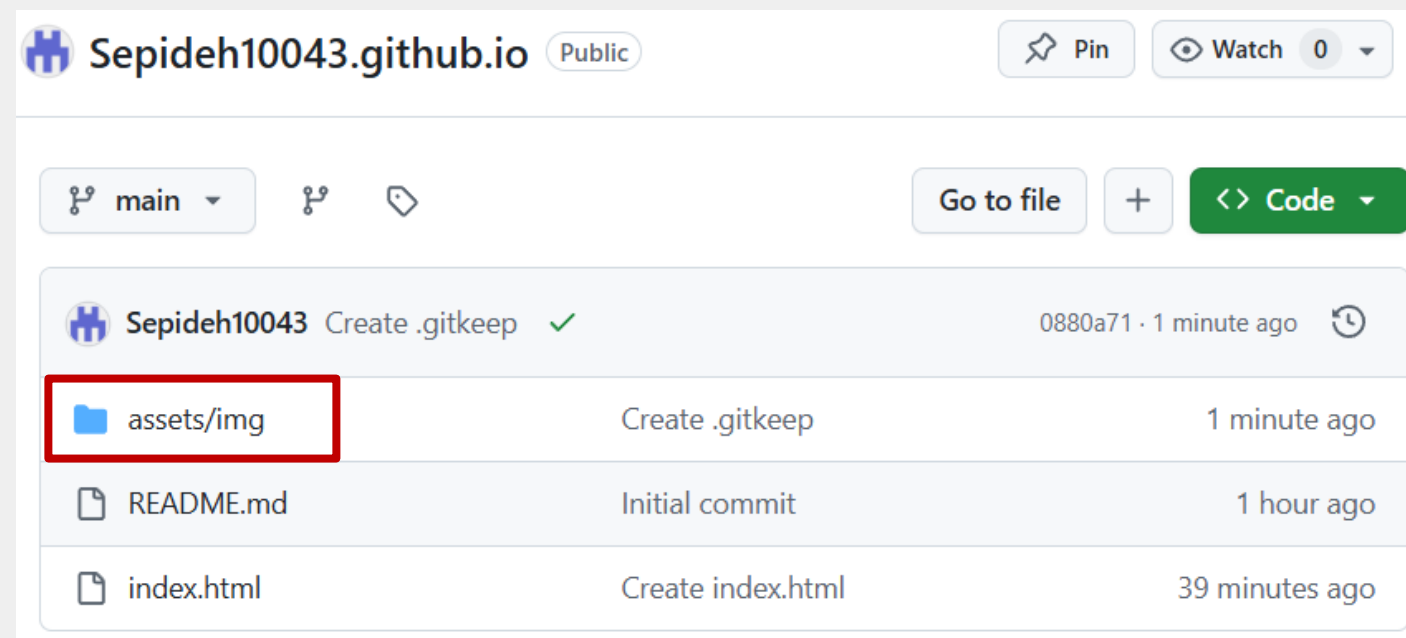 Sepideh10043.github.io Public Pin Watch 0
main Go to file + <> Code
Sepideh10043 Create .gitkeep 0880a71 · 1 minute ago
assets/img Create .gitkeep 1 minute ago
README.md Initial commit 1 hour ago
index.html Create index.html 39 minutes ago